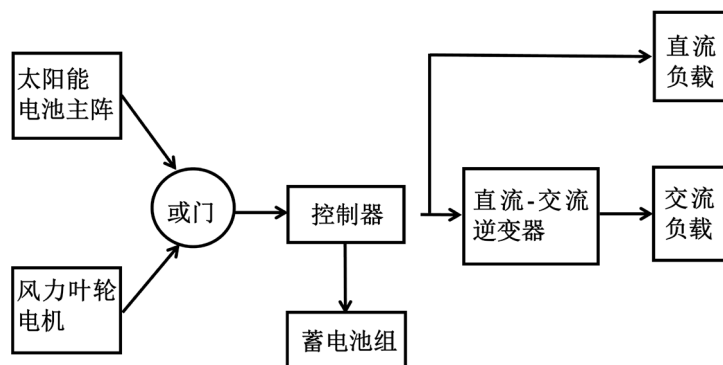 太阳能
电池主阵
风力叶轮
电机
或门
控制器
蓄电池组
直流-交流
逆变器
直流
负载
交流
负载